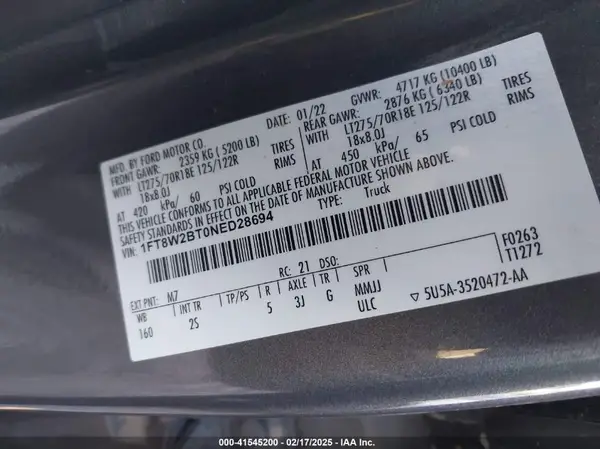 MFD. BY FORD MOTOR CO.
DATE: 01/22 GVWR: 4717 KG (10400 LB)
FRONT GAWR: 2359 KG (5200 LB) REAR GAWR: 2876 KG (6340 LB)
LT275/70R18E 125/122R TIRES LT275/70R18E 125/122R TIRES
18x8.0J RIMS 18x8.0J RIMS
AT 420 kPa/ 60 PSI COLD AT 450 kPa/ 65 PSI COLD
THIS VEHICLE CONFORMS TO ALL APPLICABLE FEDERAL MOTOR VEHICLE
SAFETY STANDARDS IN EFFECT ON THE DATE OF MANUFACTURE SHOWN ABOVE.
VIN: 1FT8W2BT0NED28694 TYPE: Truck
F0263
T1272
EXT PNT: M7 RC: 21 DSO:
WB INT TR TP/PS R AXLE TR SPR
160 2S 5 3J G MMJJ
ULC ▽ 5U5A-3520472-AA
000-41545200 - 02/17/2025 - IAA Inc.